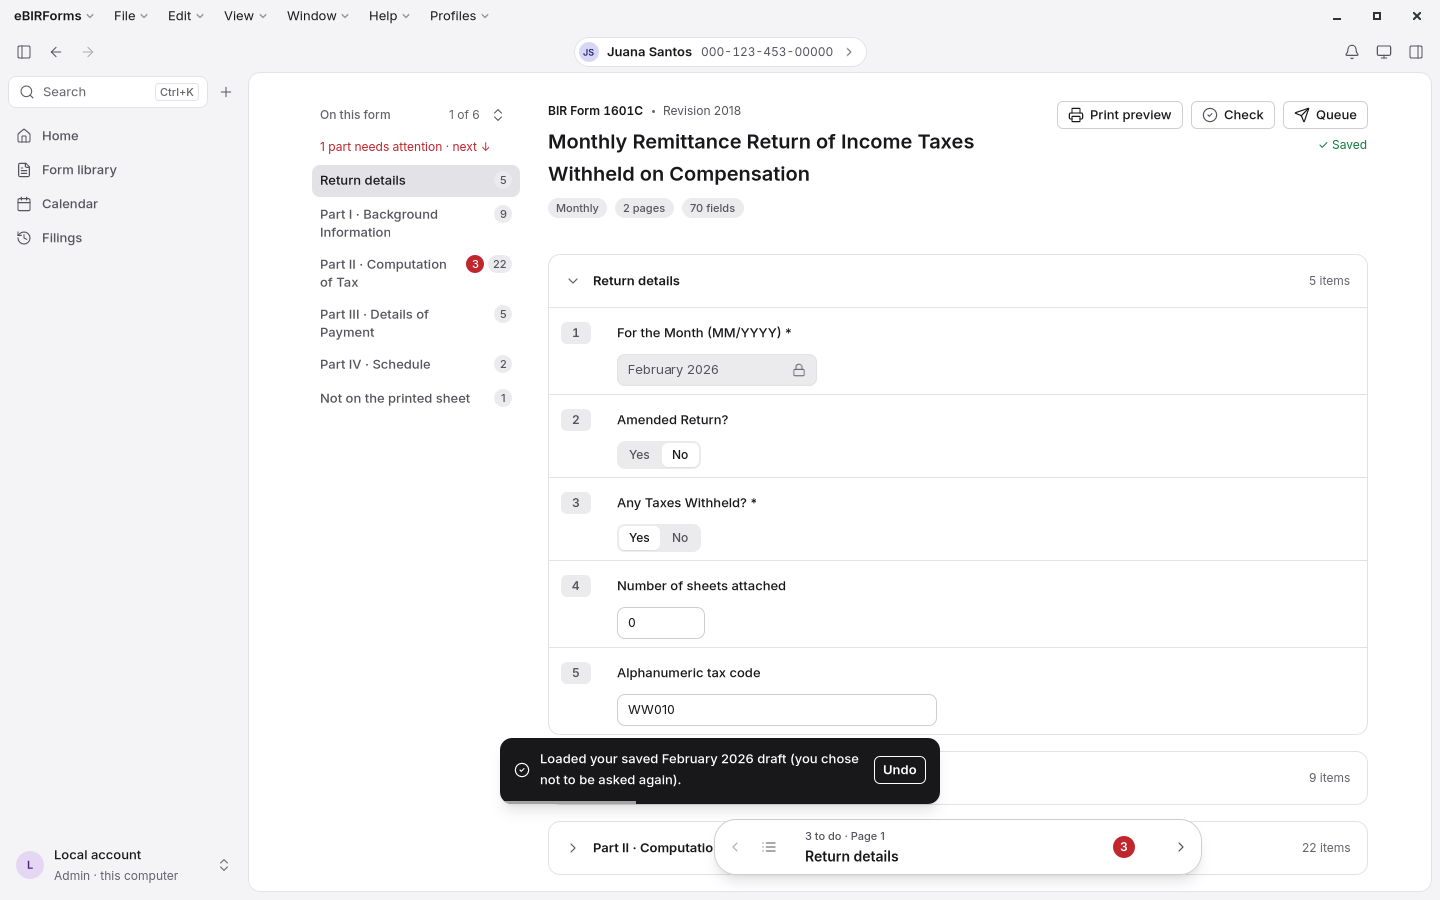 eBIRForms File Edit View Window Help Profiles
JS Juana Santos 000-123-453-00000
Search Ctrl+K
Home
Form library
Calendar
Filings
L Local account
Admin · this computer
On this form 1 of 6
1 part needs attention · next ↓
Return details 5
Part I · Background 9
Information
Part II · Computation 3 22
of Tax
Part III · Details of 5
Payment
Part IV · Schedule 2
Not on the printed sheet 1
BIR Form 1601C • Revision 2018
Monthly Remittance Return of Income Taxes
Withheld on Compensation
Monthly 2 pages 70 fields
Print preview Check Queue
✓ Saved
Return details 5 items
1 For the Month (MM/YYYY) *
February 2026
2 Amended Return?
Yes No
3 Any Taxes Withheld? *
Yes No
4 Number of sheets attached
0
5 Alphanumeric tax code
WW010
9 items
Loaded your saved February 2026 draft (you chose
not to be asked again).
Undo
Part II · Computatio 22 items
3 to do · Page 1
Return details 3